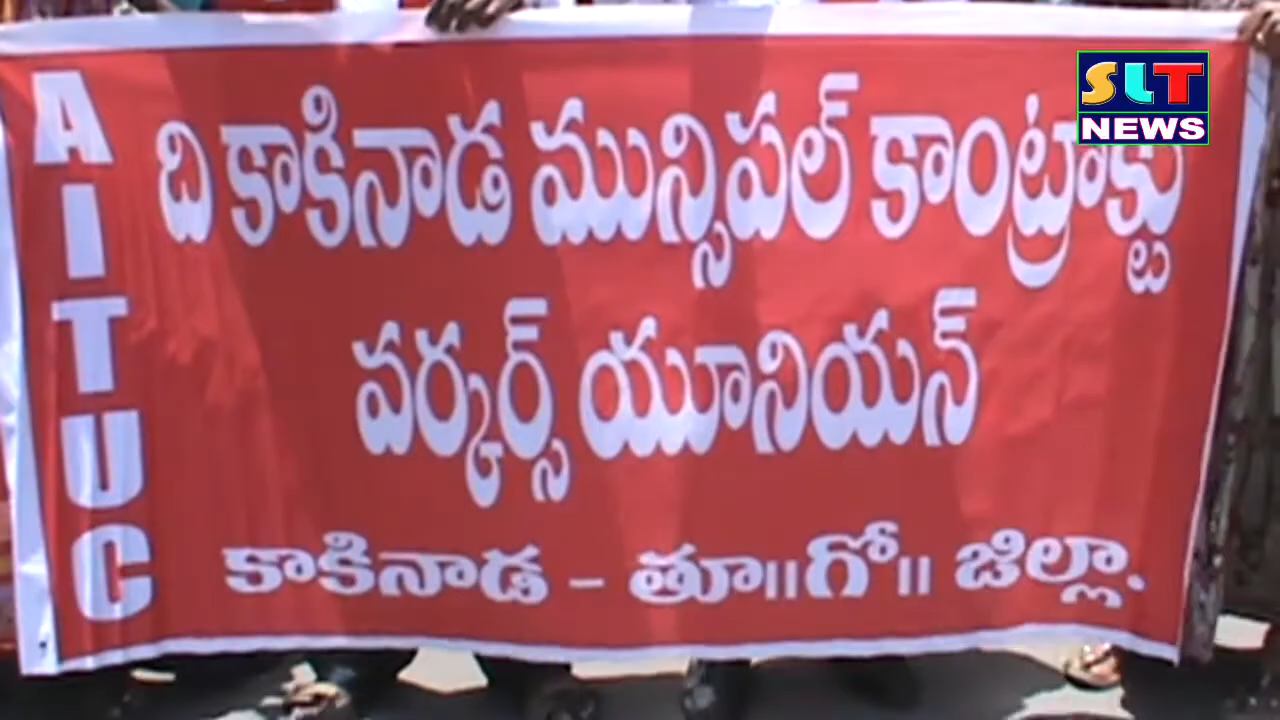 SLT
NEWS
AITUC
ది కాకినాడ మున్సిపల్ కాంట్రాక్టు
వర్కర్స్ యూనియన్
కాకినాడ - తూ॥గో॥ జిల్లా.